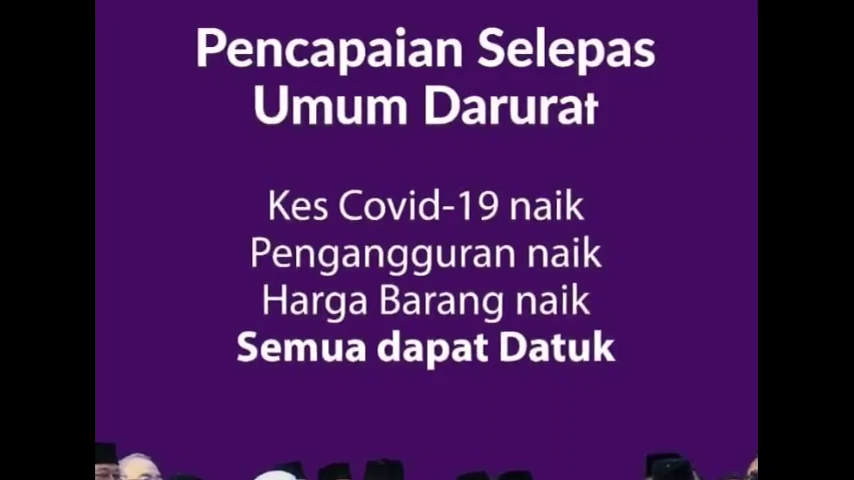 Pencapaian Selepas
Umum Darurat
Kes Covid-19 naik
Pengangguran naik
Harga Barang naik
Semua dapat Datuk